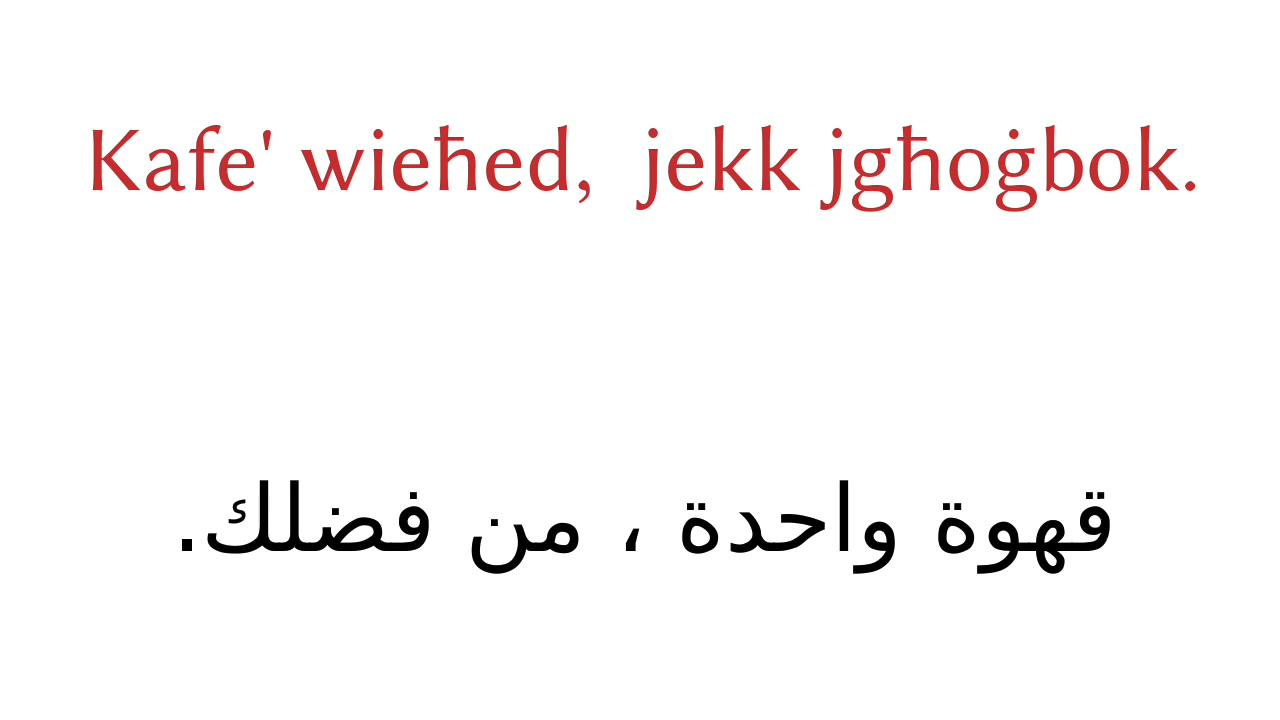 Kafe' wieħed, jekk jgħoġbok.
قهوة واحدة ، من فضلك.